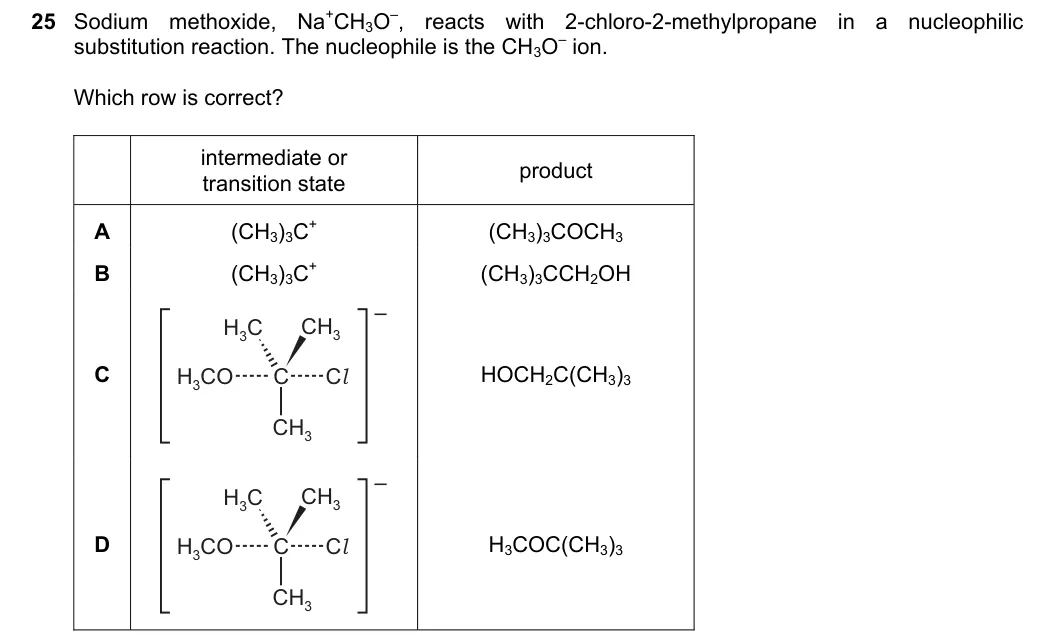 25 Sodium methoxide, Na⁺CH₃O⁻, reacts with 2-chloro-2-methylpropane in a nucleophilic
substitution reaction. The nucleophile is the CH₃O⁻ ion.
Which row is correct?
intermediate or
transition state
product
A (CH₃)₃C⁺ (CH₃)₃COCH₃
B (CH₃)₃C⁺ (CH₃)₃CCH₂OH
H₃C CH₃ –
C H₃CO C Cl HOCH₂C(CH₃)₃
CH₃
H₃C CH₃ –
D H₃CO C Cl H₃COC(CH₃)₃
CH₃